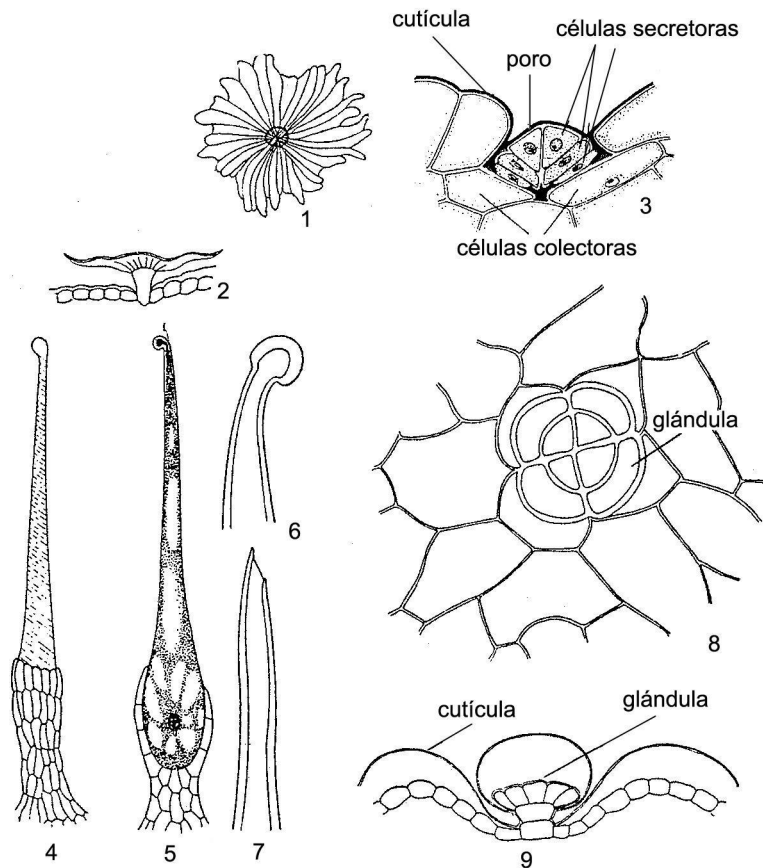 cutícula
células secretoras
poro
1
3
células colectoras
2
glándula
6
8
4
5
7
cutícula
glándula
9